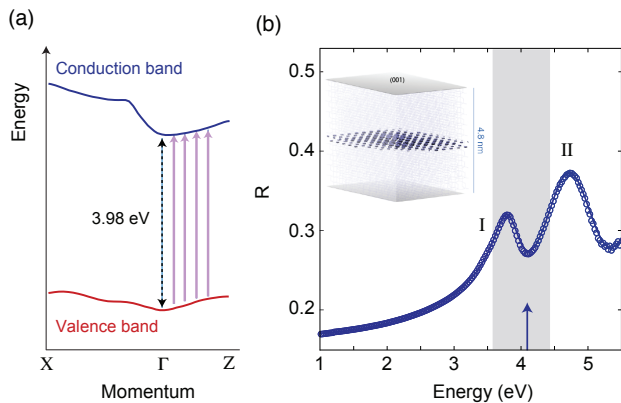 (a)
Energy
Conduction band
3.98 eV
Valence band
X
Γ
Z
Momentum
(b)
R
0.5
0.4
0.3
0.2
(001)
4.8 nm
I
II
1
2
3
4
5
Energy (eV)